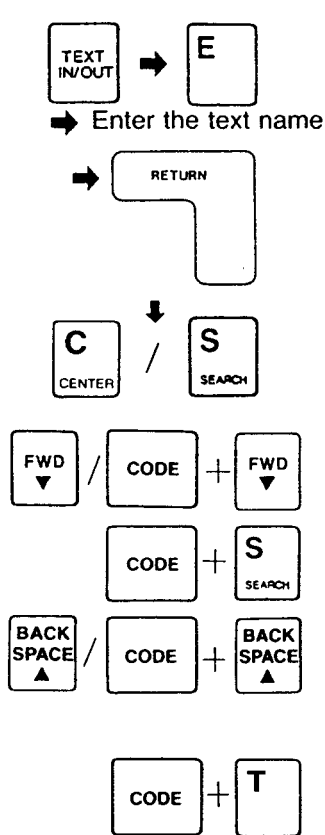 TEXT
IN/OUT
➡
E
➡ Enter the text name
➡
RETURN
⬇
C
CENTER
/
S
SEARCH
FWD
▼
/
CODE
+
FWD
▼
CODE
+
S
SEARCH
BACK
SPACE
▲
/
CODE
+
BACK
SPACE
▲
CODE
+
T